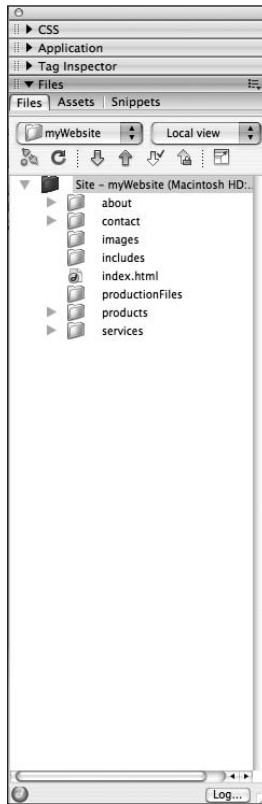 CSS
Application
Tag Inspector
Files
Files Assets Snippets
myWebsite Local view
Site – myWebsite (Macintosh HD:..
about
contact
images
includes
index.html
productionFiles
products
services
Log...